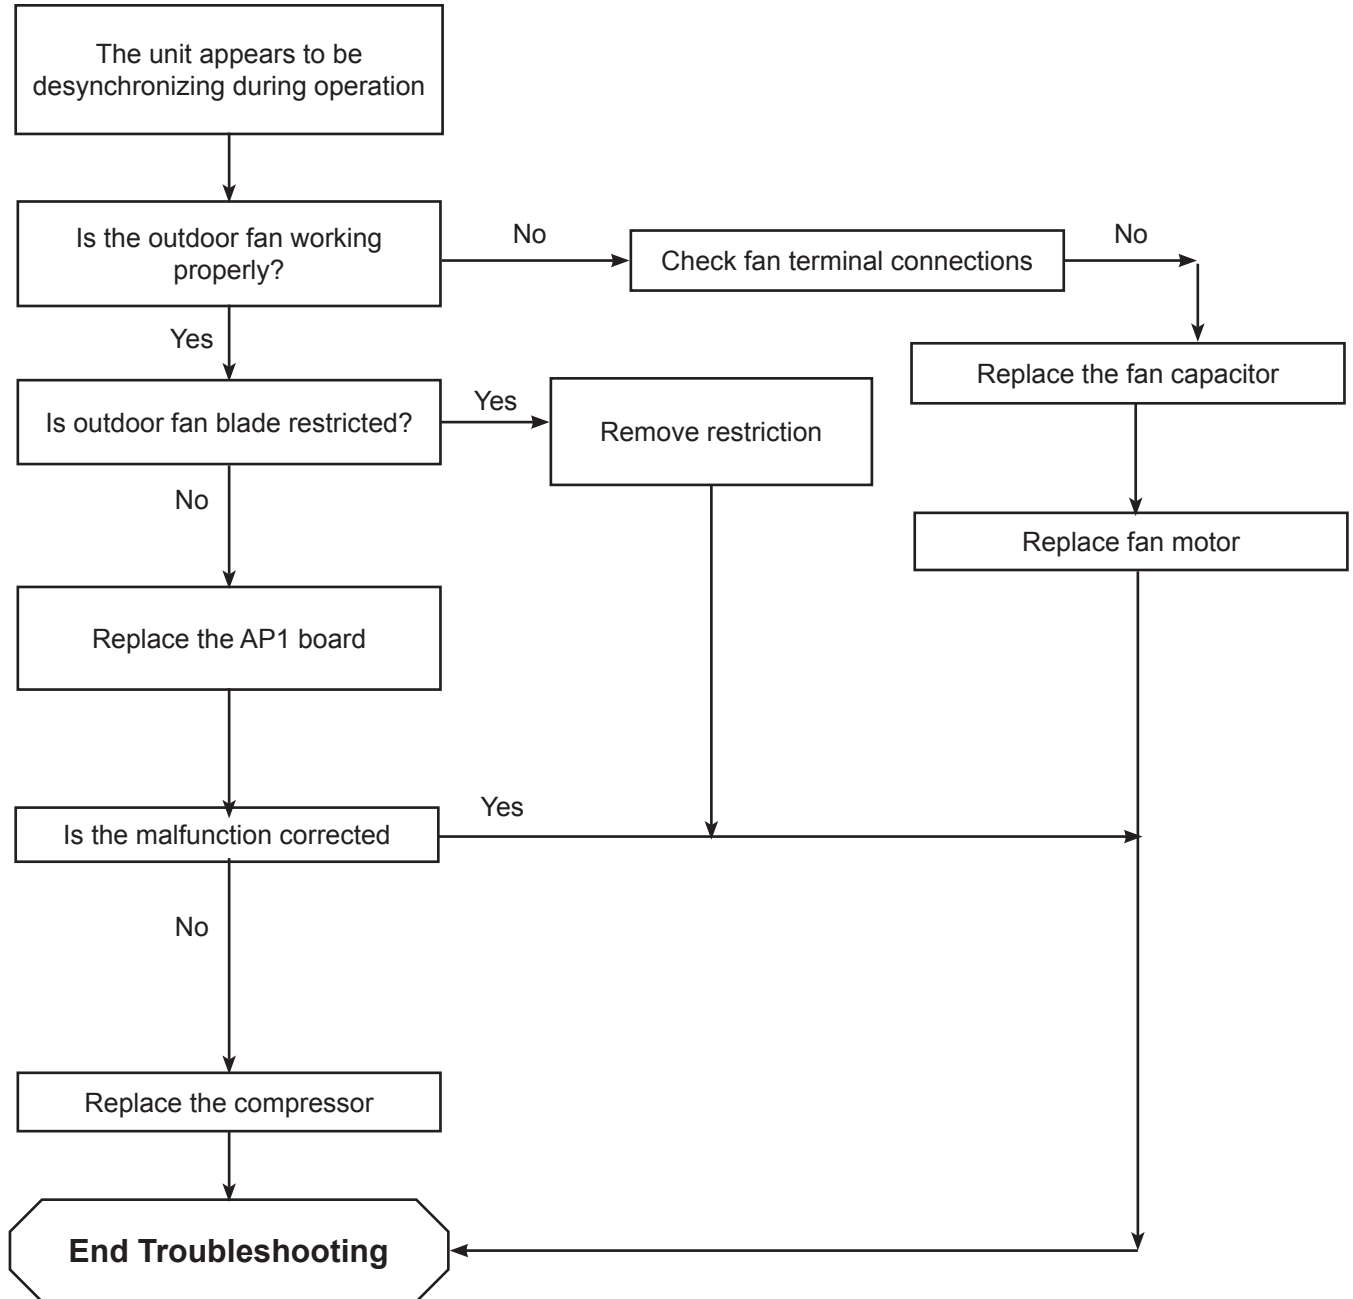 The unit appears to be
desynchronizing during operation
Is the outdoor fan working
properly?
No
Check fan terminal connections
No
Yes
Replace the fan capacitor
Is outdoor fan blade restricted?
Yes
Remove restriction
No
Replace fan motor
Replace the AP1 board
Is the malfunction corrected
Yes
No
Replace the compressor
End Troubleshooting